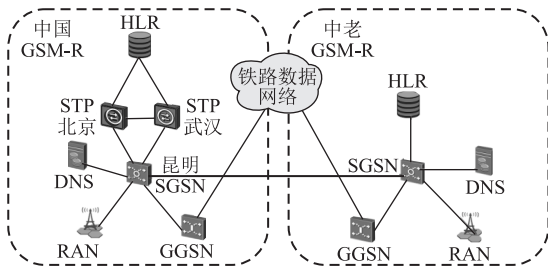 中国
GSM-R
HLR
STP
北京
STP
武汉
DNS
昆明
SGSN
RAN
GGSN
铁路数据
网络
中老
GSM-R
HLR
SGSN
DNS
GGSN
RAN